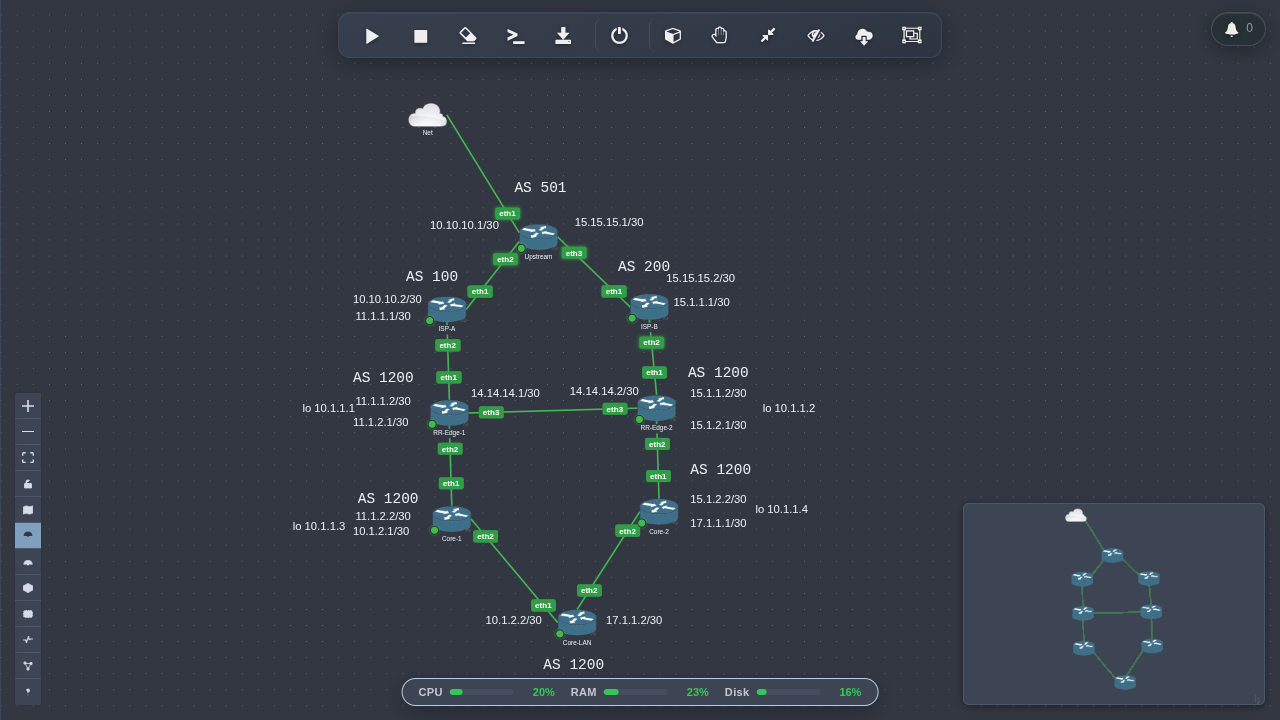 0
Net
AS 501
eth1
10.10.10.1/30
15.15.15.1/30
Upstream
eth2
eth3
AS 100
AS 200
15.15.15.2/30
eth1
eth1
10.10.10.2/30
15.1.1.1/30
11.1.1.1/30
ISP-A
ISP-B
eth2
eth2
eth1
eth1
AS 1200
AS 1200
14.14.14.1/30
14.14.14.2/30
15.1.1.2/30
lo 10.1.1.1
11.1.1.2/30
eth3
eth3
lo 10.1.1.2
11.1.2.1/30
15.1.2.1/30
RR-Edge-1
RR-Edge-2
eth2
eth2
AS 1200
eth1
eth1
AS 1200
15.1.2.2/30
lo 10.1.1.4
11.1.2.2/30
lo 10.1.1.3
10.1.2.1/30
17.1.1.1/30
Core-1
eth2
eth2
Core-2
eth2
eth1
10.1.2.2/30
17.1.1.2/30
Core-LAN
AS 1200
CPU 20% RAM 23% Disk 16%